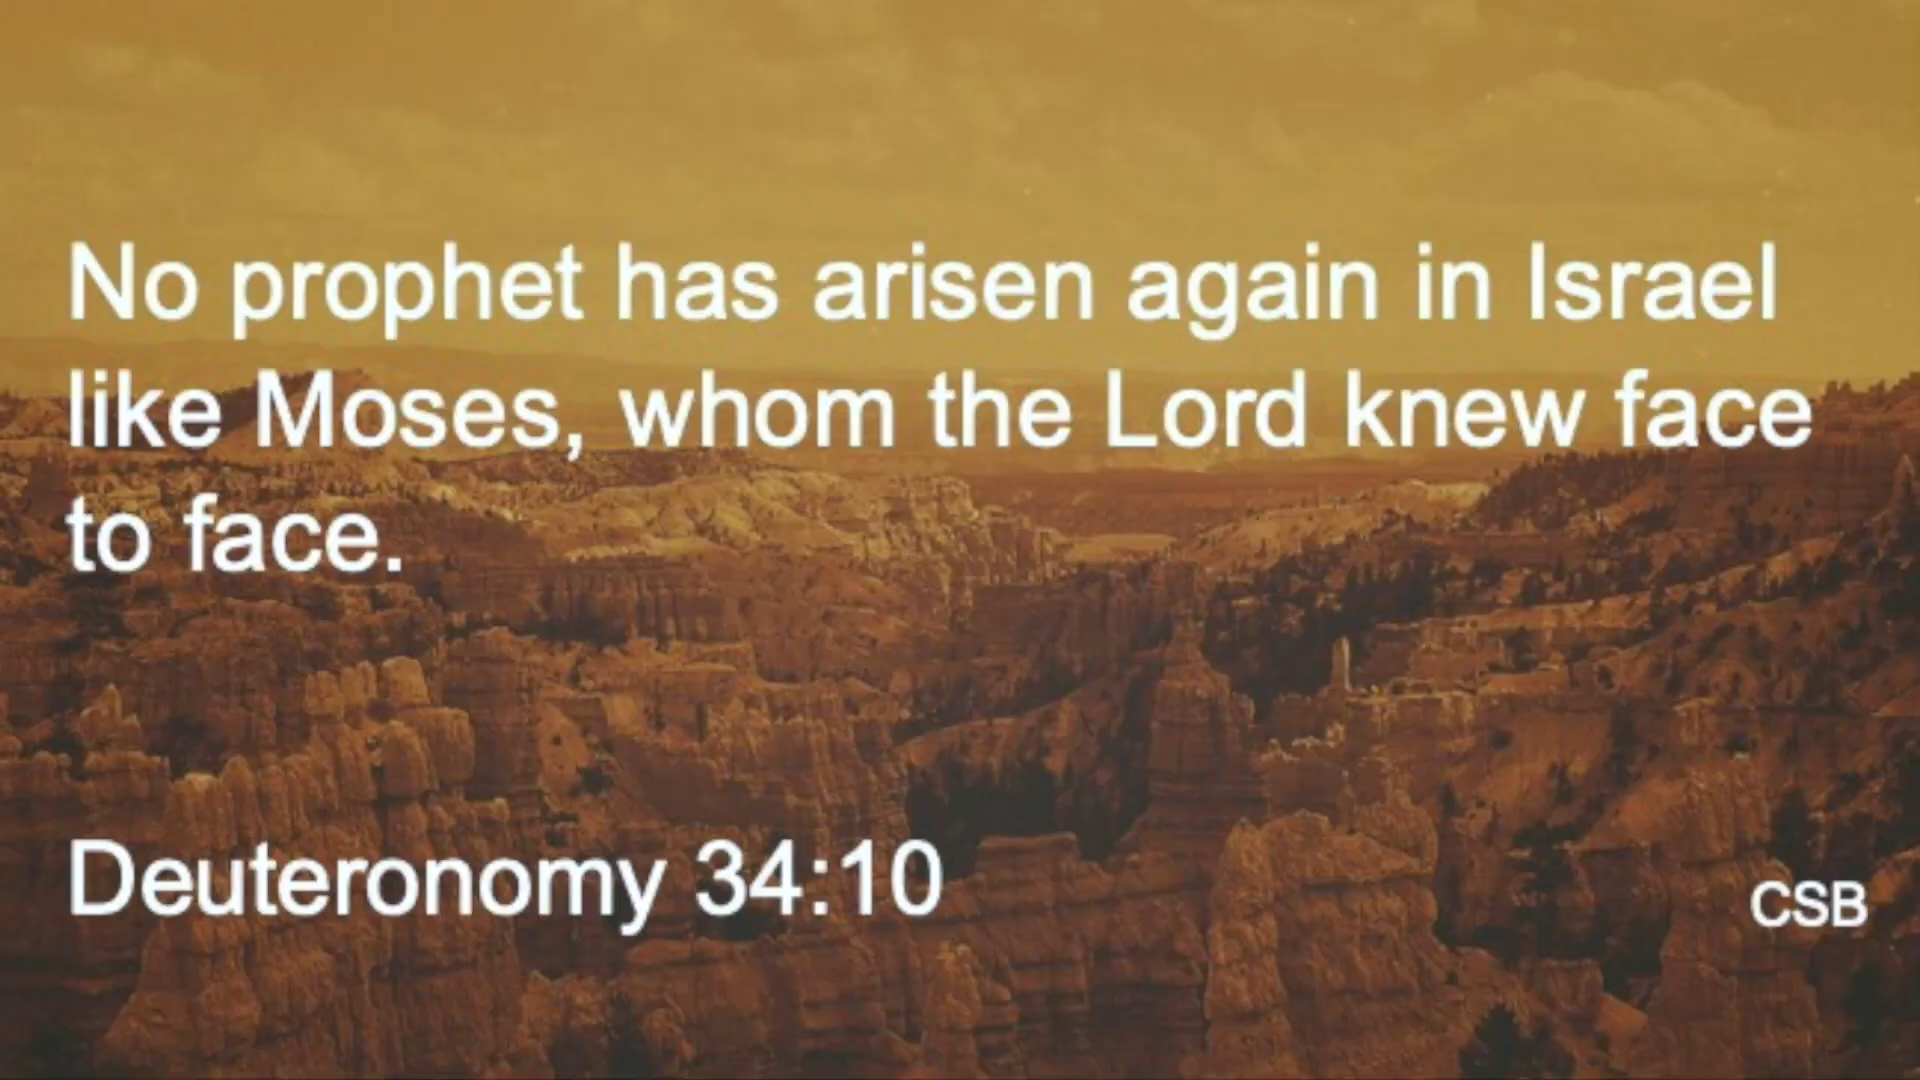 No prophet has arisen again in Israel
like Moses, whom the Lord knew face
to face.
Deuteronomy 34:10
CSB